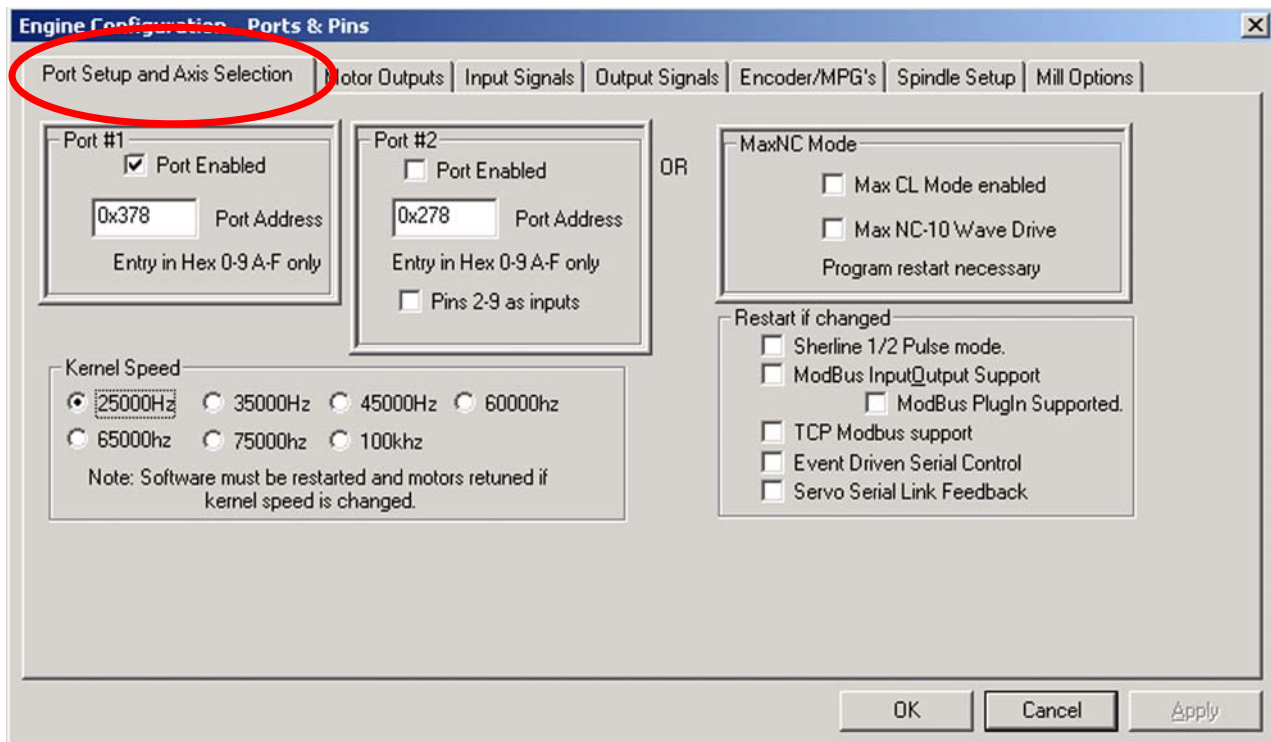 Engine Configuration - Ports & Pins
Port Setup and Axis Selection Motor Outputs Input Signals Output Signals Encoder/MPG's Spindle Setup Mill Options
Port #1
Port Enabled
0x378 Port Address
Entry in Hex 0-9 A-F only
Port #2
Port Enabled
0x278 Port Address
Entry in Hex 0-9 A-F only
Pins 2-9 as inputs
OR
MaxNC Mode
Max CL Mode enabled
Max NC-10 Wave Drive
Program restart necessary
Kernel Speed
25000Hz 35000Hz 45000Hz 60000hz
65000hz 75000hz 100khz
Note: Software must be restarted and motors retuned if
kernel speed is changed.
Restart if changed
Sherline 1/2 Pulse mode.
ModBus InputOutput Support
ModBus PlugIn Supported.
TCP Modbus support
Event Driven Serial Control
Servo Serial Link Feedback
OK Cancel Apply